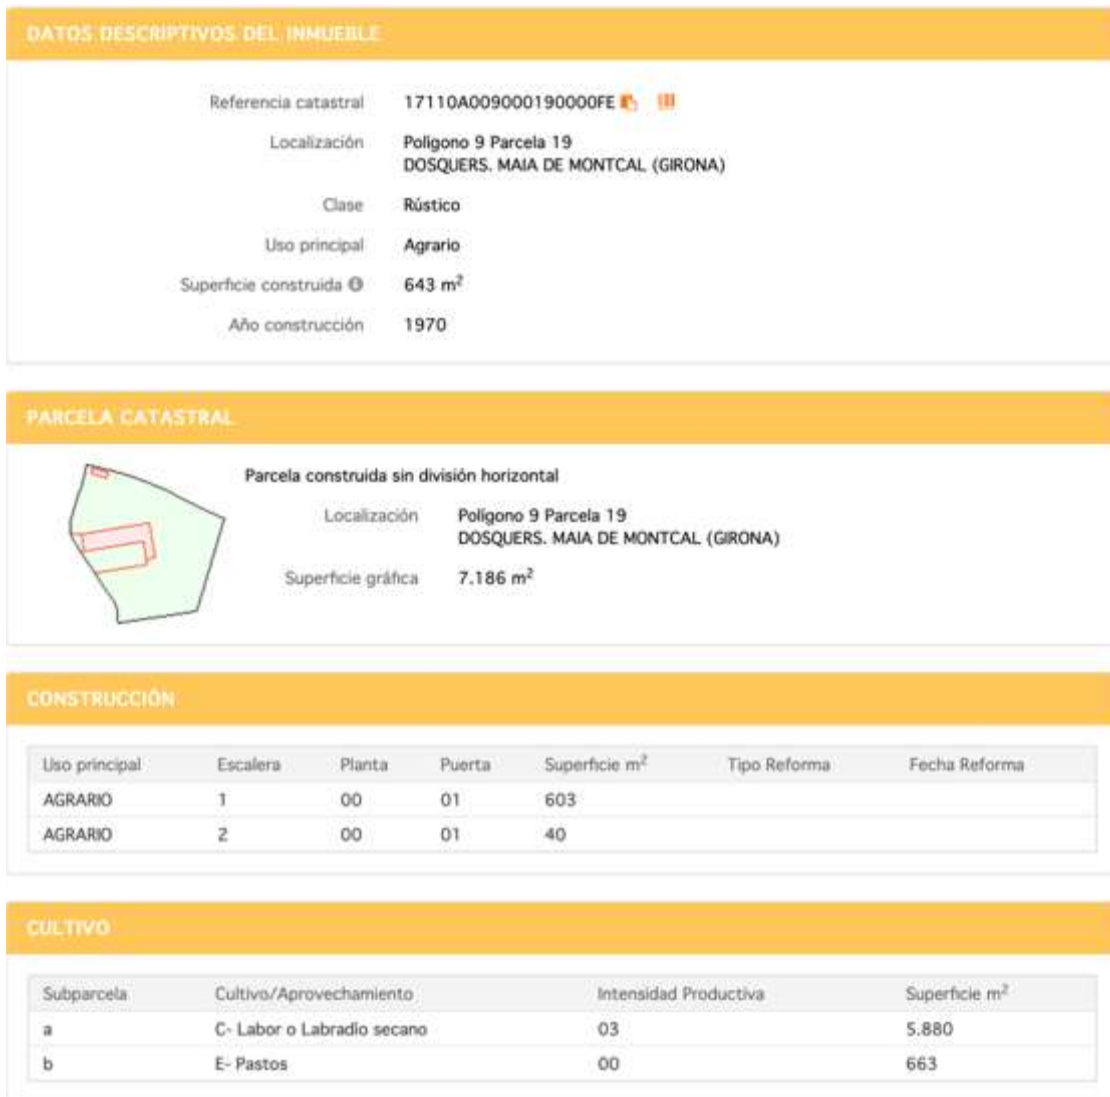 DATOS DESCRIPTIVOS DEL INMUEBLE
Referencia catastral 17110A009000190000FE
Localización Polígono 9 Parcela 19
DOSQUERS. MAIA DE MONTCAL (GIRONA)
Clase Rústico
Uso principal Agrario
Superficie construida 643 m²
Año construcción 1970
PARCELA CATASTRAL
Parcela construida sin división horizontal
Localización Polígono 9 Parcela 19
DOSQUERS. MAIA DE MONTCAL (GIRONA)
Superficie gráfica 7.186 m²
CONSTRUCCIÓN
Uso principal Escalera Planta Puerta Superficie m² Tipo Reforma Fecha Reforma
AGRARIO 1 00 01 603
AGRARIO 2 00 01 40
CULTIVO
Subparcela Cultivo/Aprovechamiento Intensidad Productiva Superficie m²
a C- Labor o Labradío secano 03 5.880
b E- Pastos 00 663